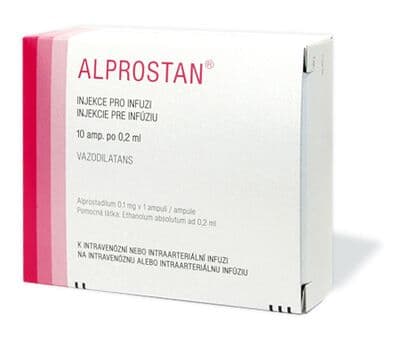 ALPROSTAN®
INJEKCE PRO INFUZI
INJEKCIE PRE INFÚZIU
10 amp. po 0,2 ml
VAZODILATANS
Alprostadilum 0,1 mg v 1 ampuli / ampule
Pomocná látka: Ethanolum absolutum ad 0,2 ml
K INTRAVENÓZNÍ NEBO INTRAARTERIÁLNÍ INFUZI
NA INTRAVENÓZNU ALEBO INTRAARTERIÁLNU INFÚZIU